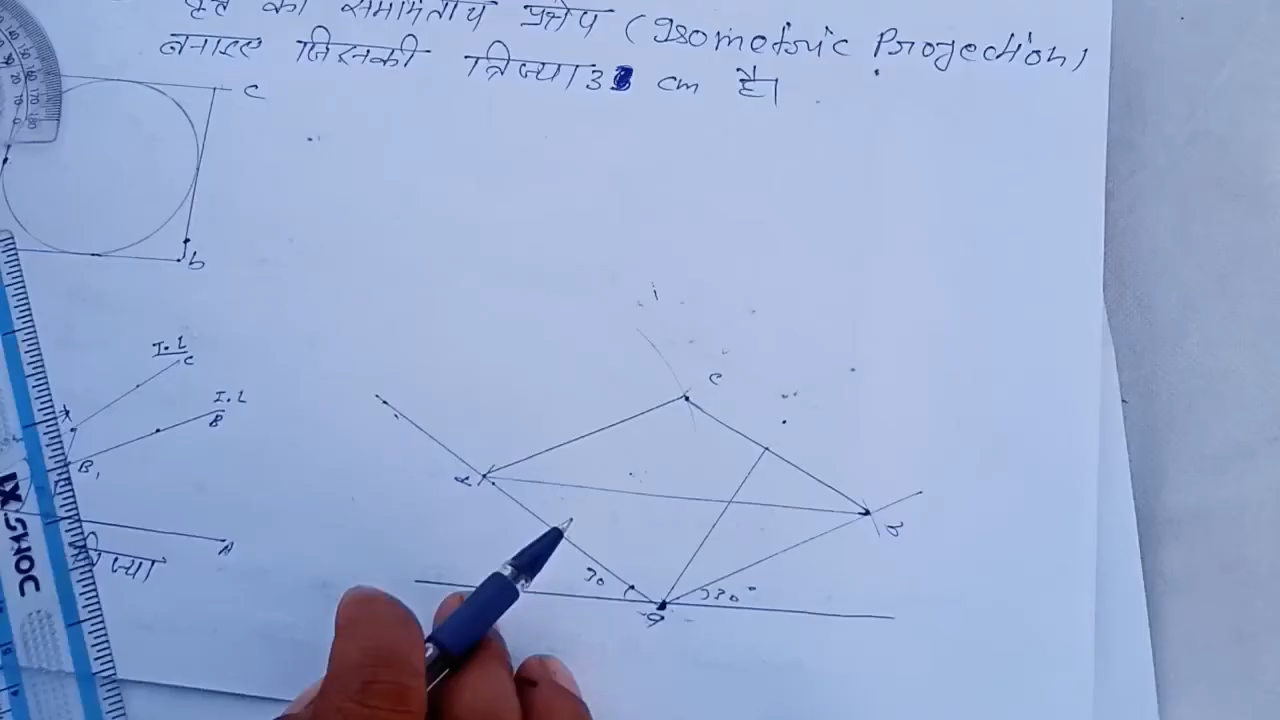 वृत्त का समामितीय प्रक्षेप (Isometric Projection)
बनाइए जिसकी त्रिज्या 3 cm है।
c
b
I.L
c
I.L
B
B₁
A
त्रिज्या
C
d
B
30
30°
a